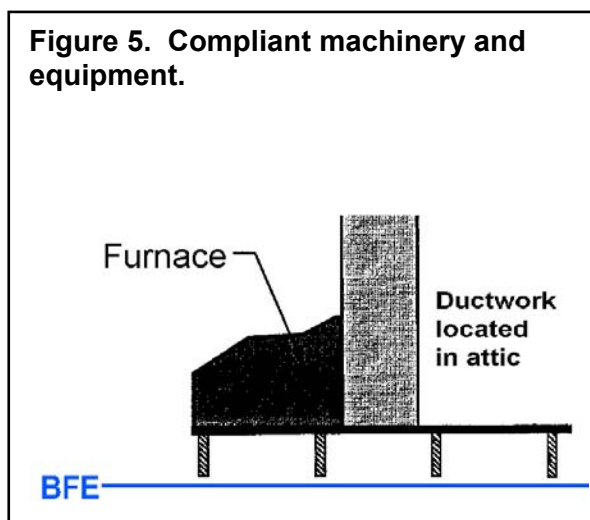 Figure 5.  Compliant machinery and
equipment.
Furnace
Ductwork
located
in attic
BFE